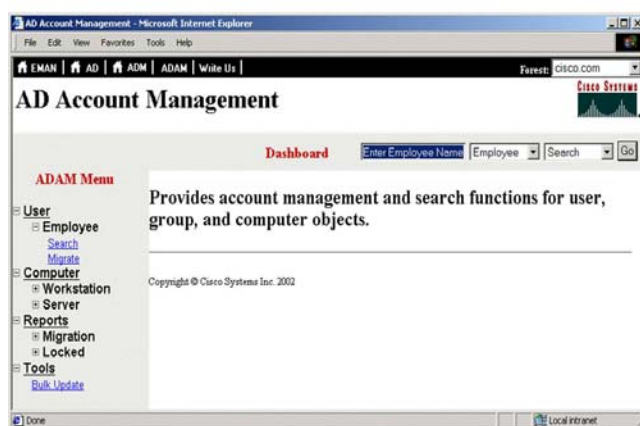 AD Account Management - Microsoft Internet Explorer
File Edit View Favorites Tools Help
EMAN | AD | ADM | ADAM | Write Us |
Forest: cisco.com
AD Account Management
CISCO SYSTEMS
Dashboard
Enter Employee Name Employee Search Go
ADAM Menu
User
Employee
Search
Migrate
Computer
Workstation
Server
Reports
Migration
Locked
Tools
Bulk Update
Provides account management and search functions for user,
group, and computer objects.
Copyright © Cisco Systems Inc. 2002
Done
Local intranet